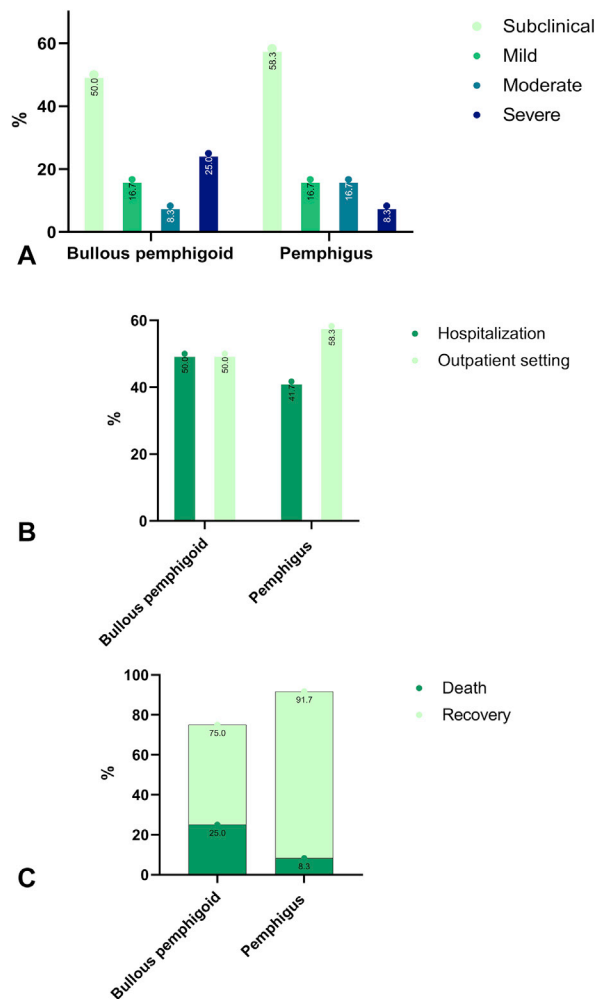 60
40
20
0
%
50.0
16.7
8.3
25.0
58.3
16.7
16.7
8.3
Bullous pemphigoid
Pemphigus
Subclinical
Mild
Moderate
Severe
A
60
40
20
0
%
50.0
50.0
41.7
58.3
Bullous pemphigoid
Pemphigus
Hospitalization
Outpatient setting
B
100
80
60
40
20
0
%
75.0
25.0
91.7
8.3
Bullous pemphigoid
Pemphigus
Death
Recovery
C